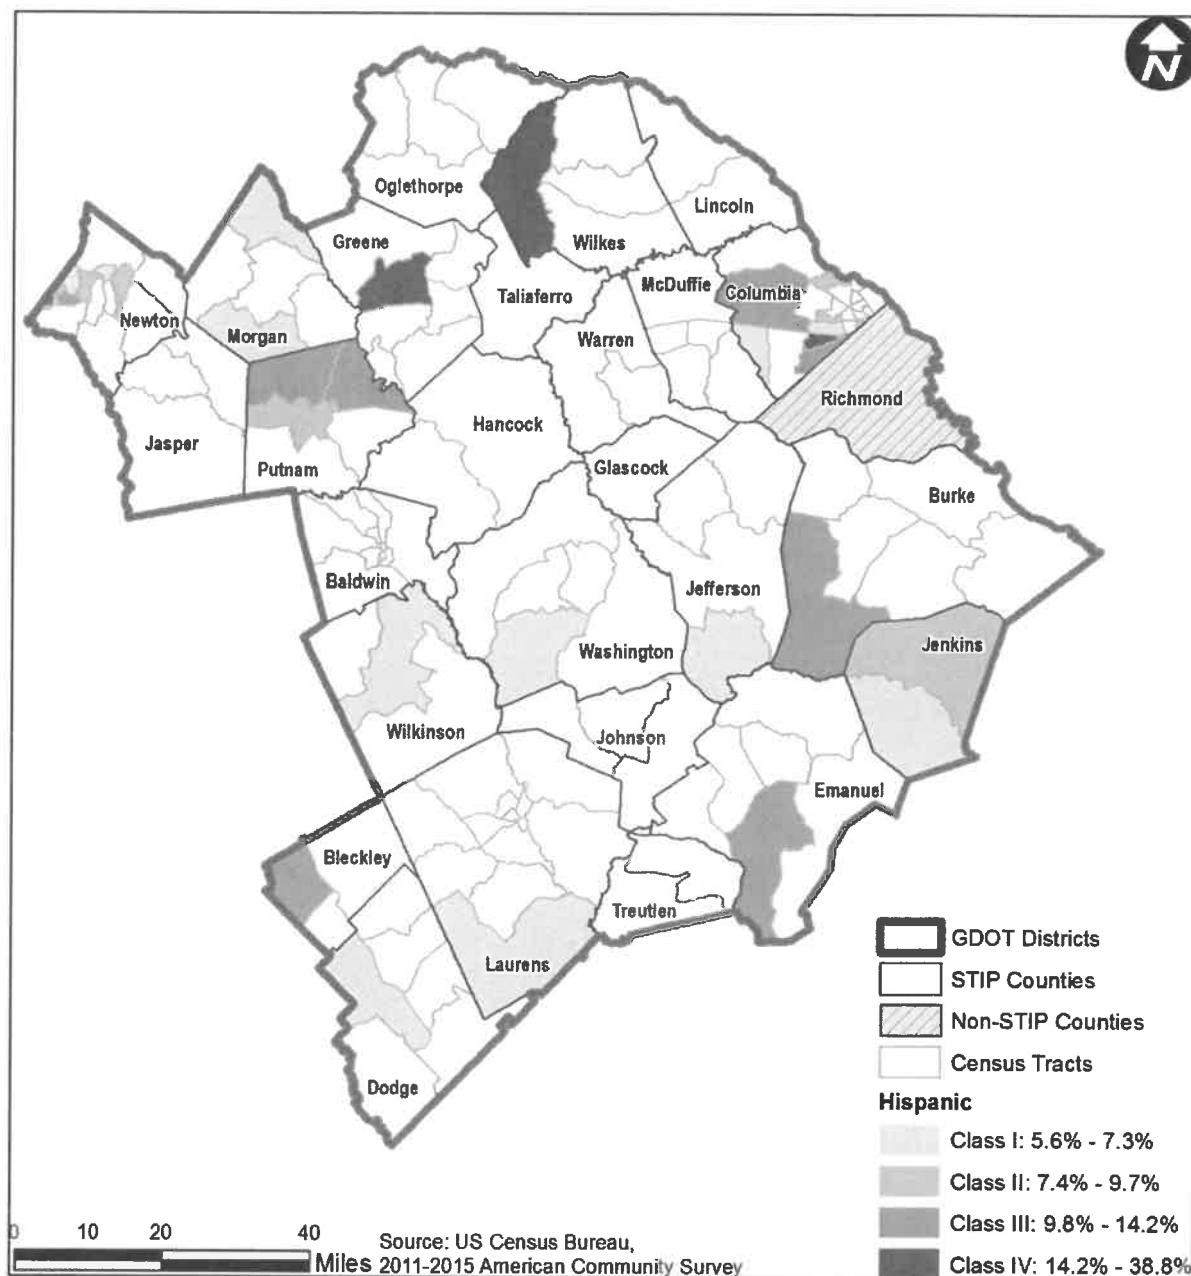 N
Oglethorpe
Lincoln
Greene
Wilkes
McDuffie
Columbia
Taliaferro
Newton
Morgan
Warren
Richmond
Jasper
Hancock
Putnam
Glascock
Burke
Baldwin
Jefferson
Washington
Jenkins
Wilkinson
Johnson
Emanuel
Bleckley
Treutlen
Laurens
Dodge
GDOT Districts
STIP Counties
Non-STIP Counties
Census Tracts
Hispanic
Class I: 5.6% - 7.3%
Class II: 7.4% - 9.7%
Class III: 9.8% - 14.2%
Class IV: 14.2% - 38.8%
0 10 20 40
Miles
Source: US Census Bureau,
2011-2015 American Community Survey